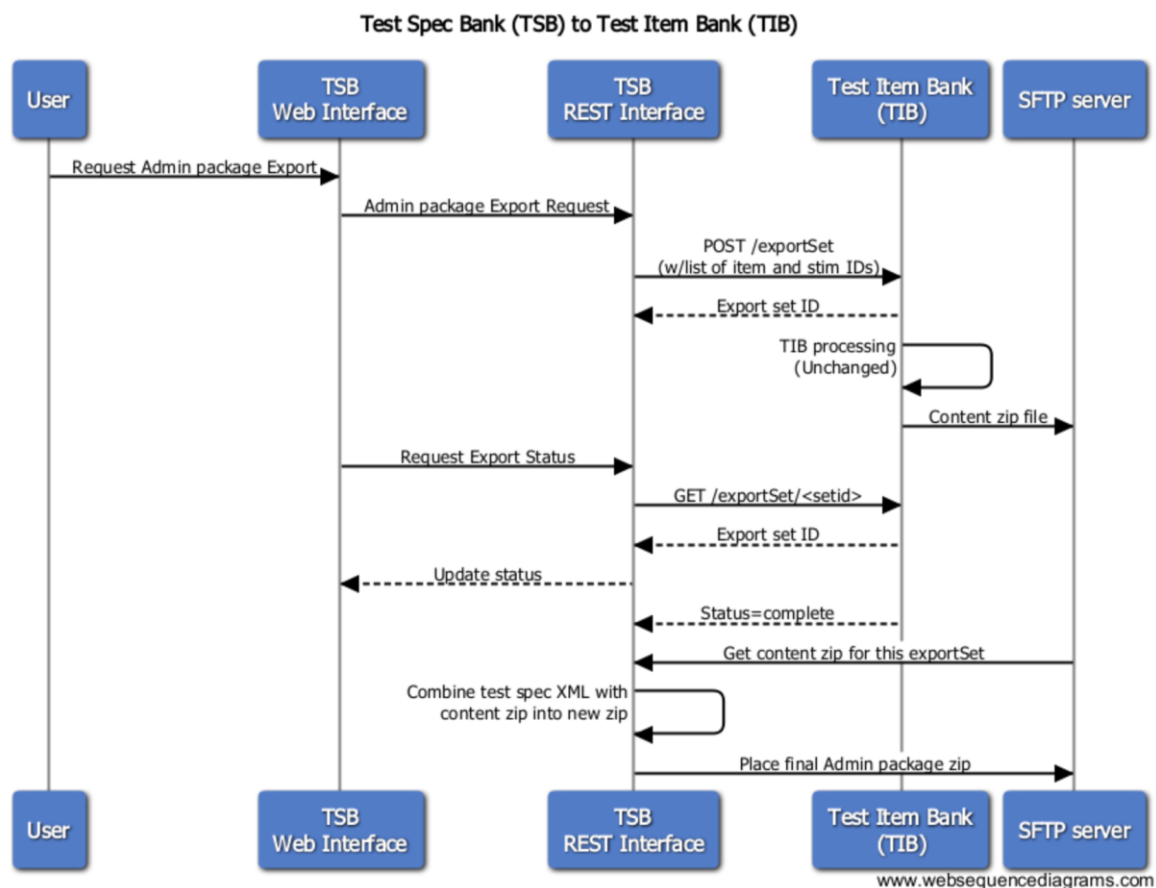 Test Spec Bank (TSB) to Test Item Bank (TIB)
User
TSB
Web Interface
TSB
REST Interface
Test Item Bank
(TIB)
SFTP server
Request Admin package Export
Admin package Export Request
POST /exportSet
(w/list of item and stim IDs)
Export set ID
TIB processing
(Unchanged)
Content zip file
Request Export Status
GET /exportSet/<setid>
Export set ID
Update status
Status=complete
Get content zip for this exportSet
Combine test spec XML with
content zip into new zip
Place final Admin package zip
User
TSB
Web Interface
TSB
REST Interface
Test Item Bank
(TIB)
SFTP server
www.websequencediagrams.com